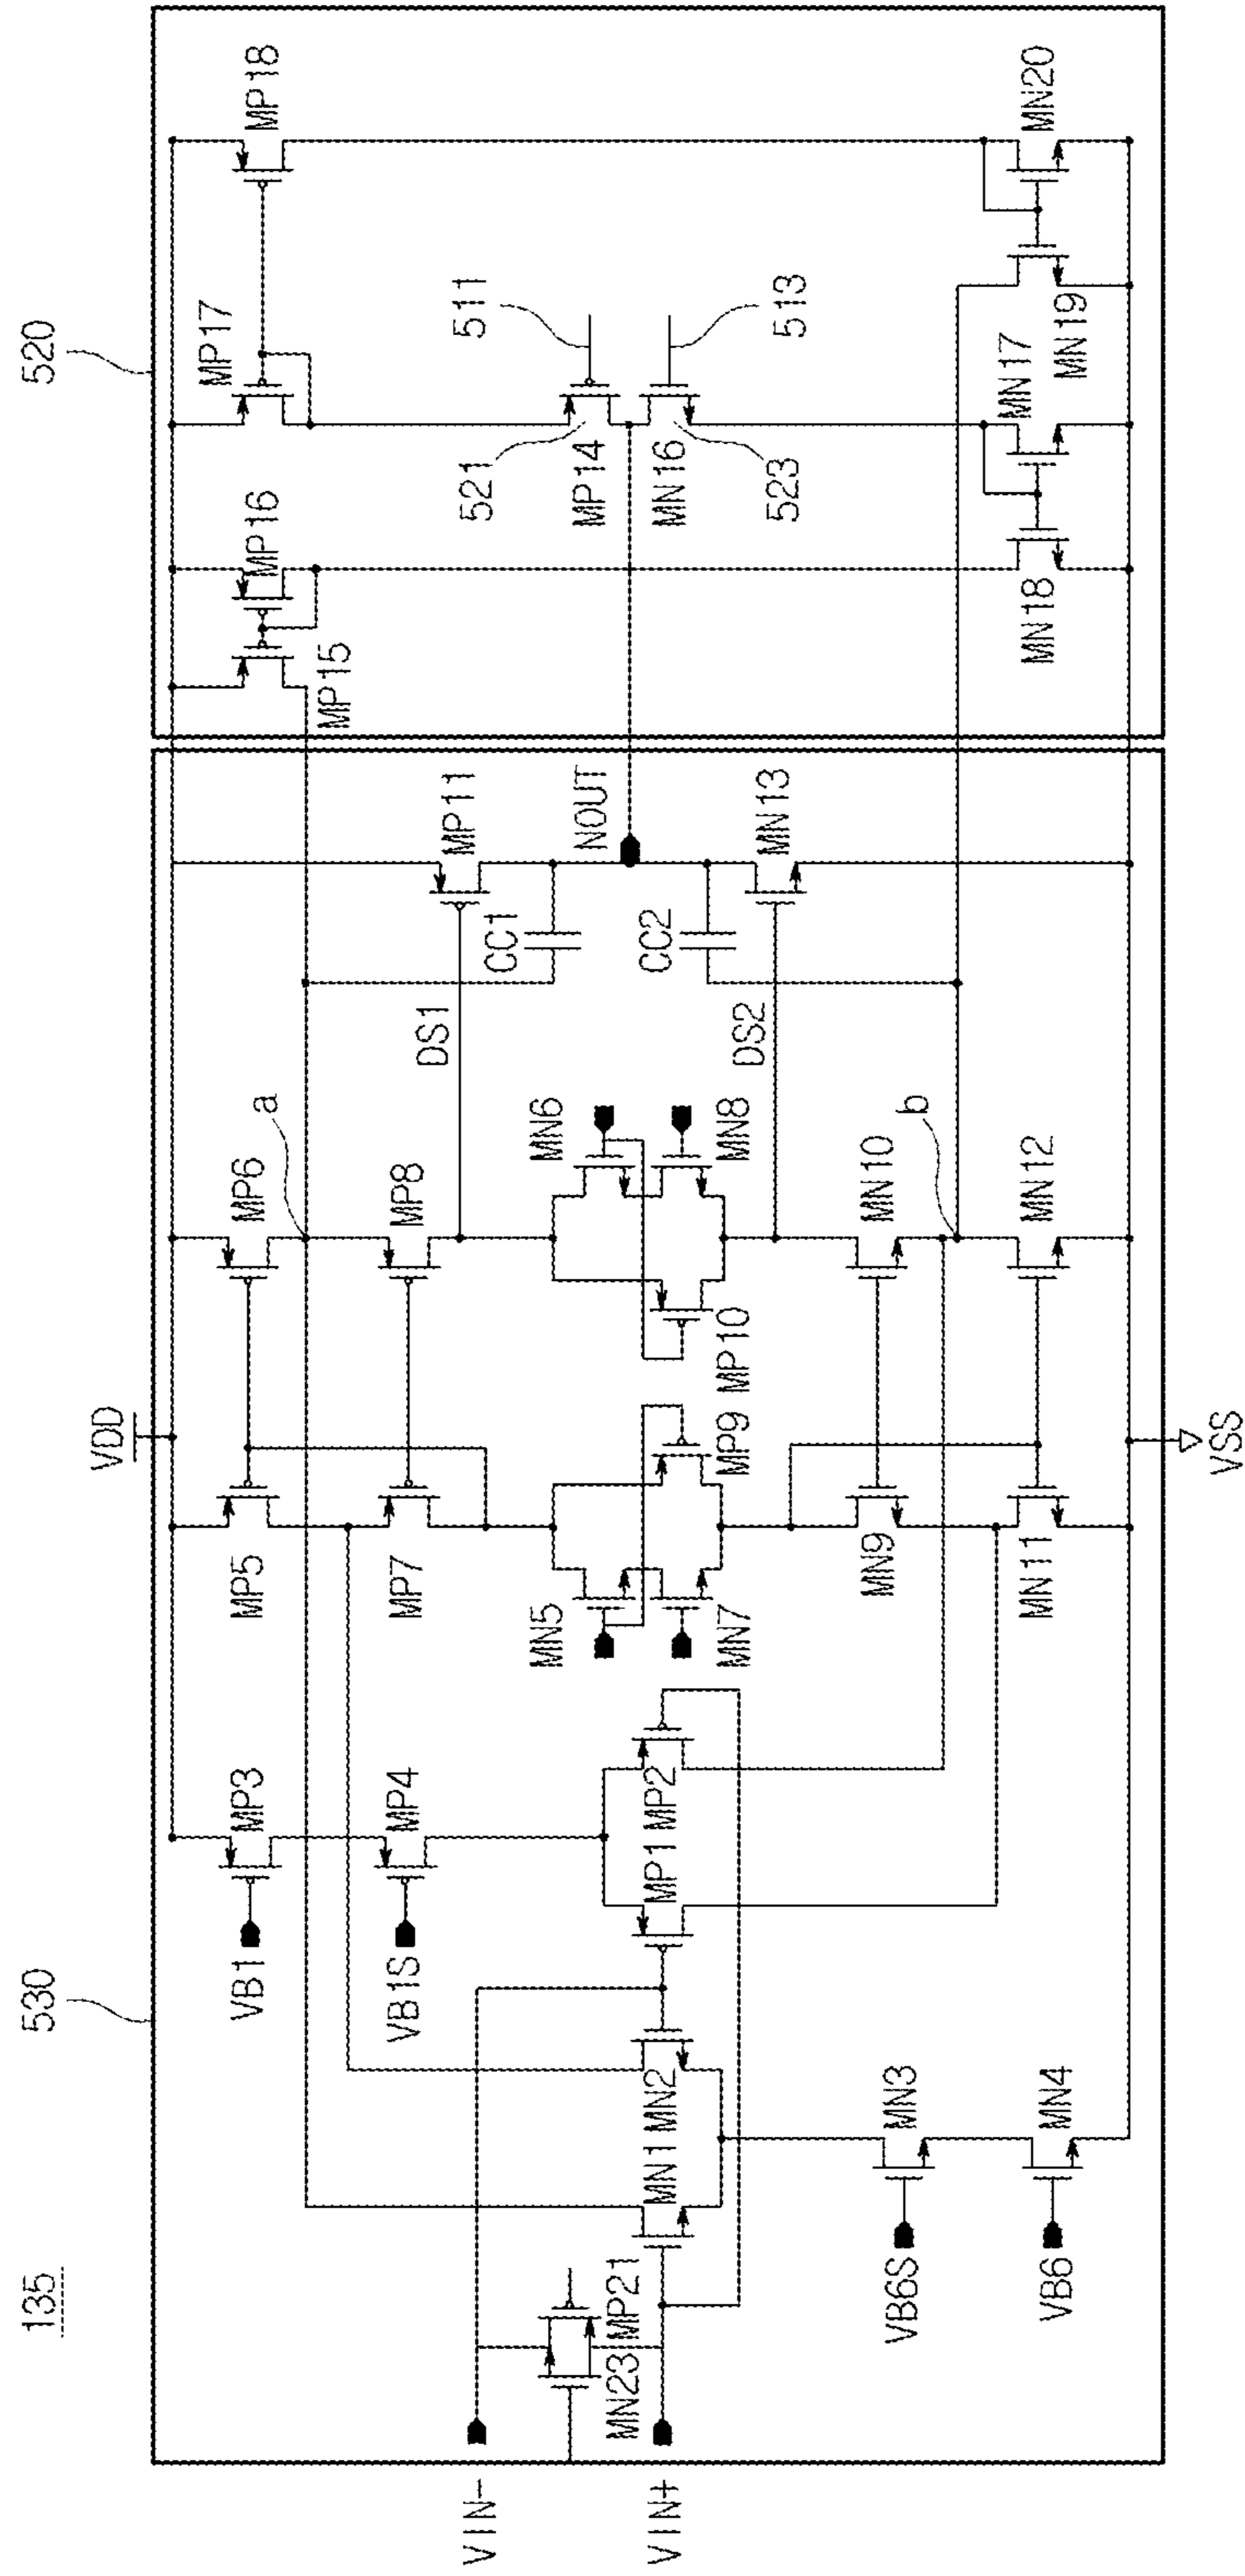 135
530
520
VDD
VB1
MP3
MP5
MP6
a
MP15
MP16
MP17
MP18
VB1S
MP4
MP7
MP8
DS1
MP11
CC1
VIN-
MN23
MP21
VIN+
MN1
MN2
MP1
MP2
MN5
MN7
MP9
MP10
MN6
MN8
NOUT
CC2
DS2
MN13
521
MP14
511
MN16
523
513
VB6S
MN3
MN9
MN10
b
VB6
MN4
MN11
MN12
MN18
MN17
MN19
MN20
VSS